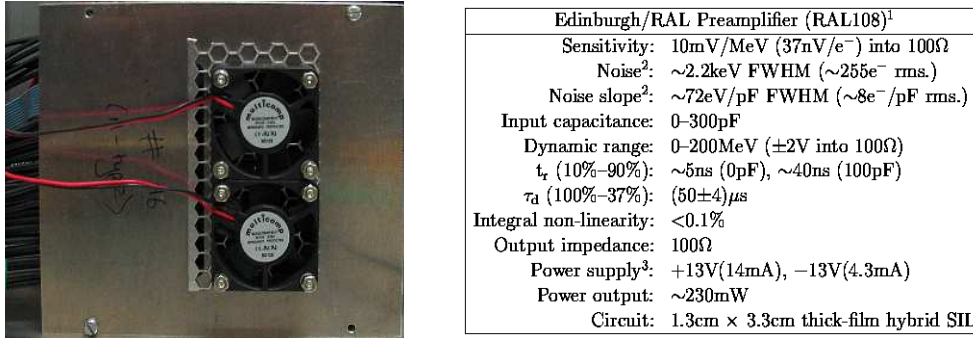 multicomp
multicomp
# 16
Edinburgh/RAL Preamplifier (RAL108)¹
Sensitivity: 10mV/MeV (37nV/e⁻) into 100Ω
Noise²: ~2.2keV FWHM (~255e⁻ rms.)
Noise slope²: ~72eV/pF FWHM (~8e⁻/pF rms.)
Input capacitance: 0–300pF
Dynamic range: 0–200MeV (±2V into 100Ω)
tᵣ (10%–90%): ~5ns (0pF), ~40ns (100pF)
τd (100%–37%): (50±4)μs
Integral non-linearity: <0.1%
Output impedance: 100Ω
Power supply³: +13V(14mA), −13V(4.3mA)
Power output: ~230mW
Circuit: 1.3cm × 3.3cm thick-film hybrid SIL